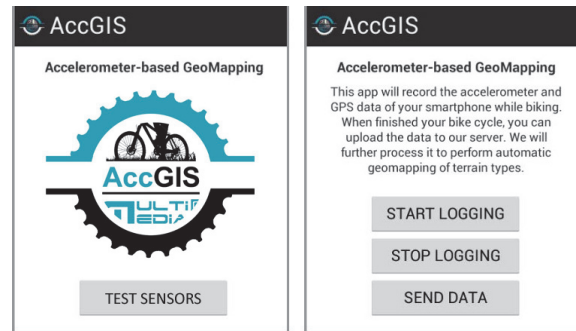 AccGIS
Accelerometer-based GeoMapping
AccGIS
MULTI
MEDIA
TEST SENSORS
AccGIS
Accelerometer-based GeoMapping
This app will record the accelerometer and
GPS data of your smartphone while biking.
When finished your bike cycle, you can
upload the data to our server. We will
further process it to perform automatic
geomapping of terrain types.
START LOGGING
STOP LOGGING
SEND DATA